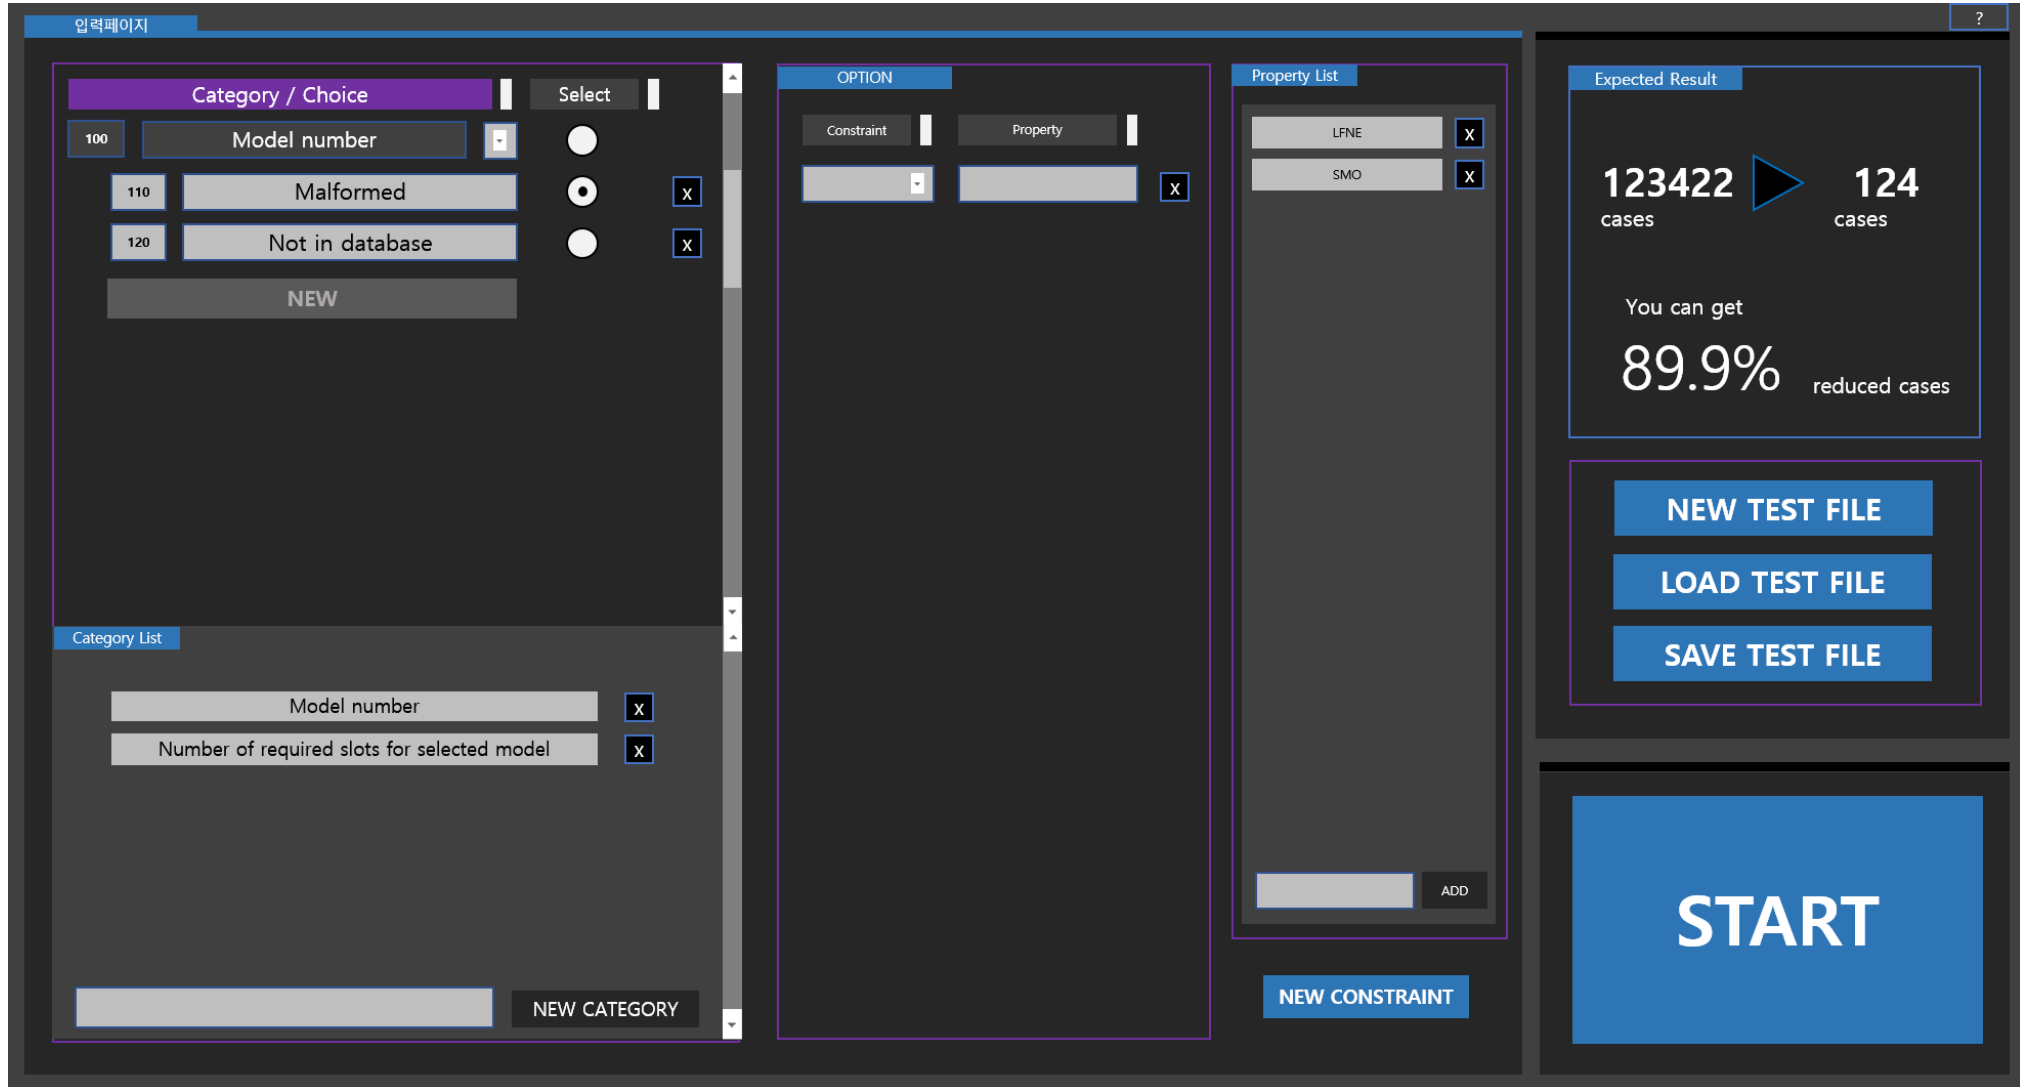 입력페이지
?
Category / Choice
Select
100
Model number
110
Malformed
X
120
Not in database
X
NEW
Category List
Model number
X
Number of required slots for selected model
X
NEW CATEGORY
OPTION
Constraint
Property
X
Property List
LFNE
X
SMO
X
ADD
NEW CONSTRAINT
Expected Result
123422
124
cases
cases
You can get
89.9%
reduced cases
NEW TEST FILE
LOAD TEST FILE
SAVE TEST FILE
START